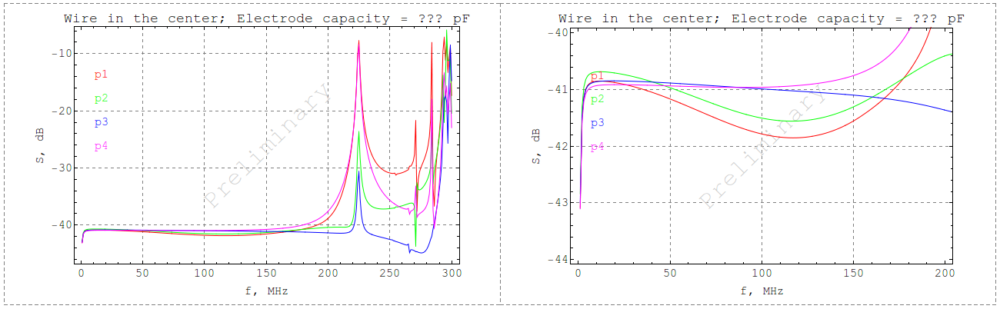 Wire in the center; Electrode capacity = ??? pF
-10
-20
-30
-40
S, dB
p1
p2
p3
p4
Preliminary
0 50 100 150 200 250 300
f, MHz
Wire in the center; Electrode capacity = ??? pF
-40
-41
-42
-43
-44
S, dB
p1
p2
p3
p4
Preliminary
0 50 100 150 200
f, MHz